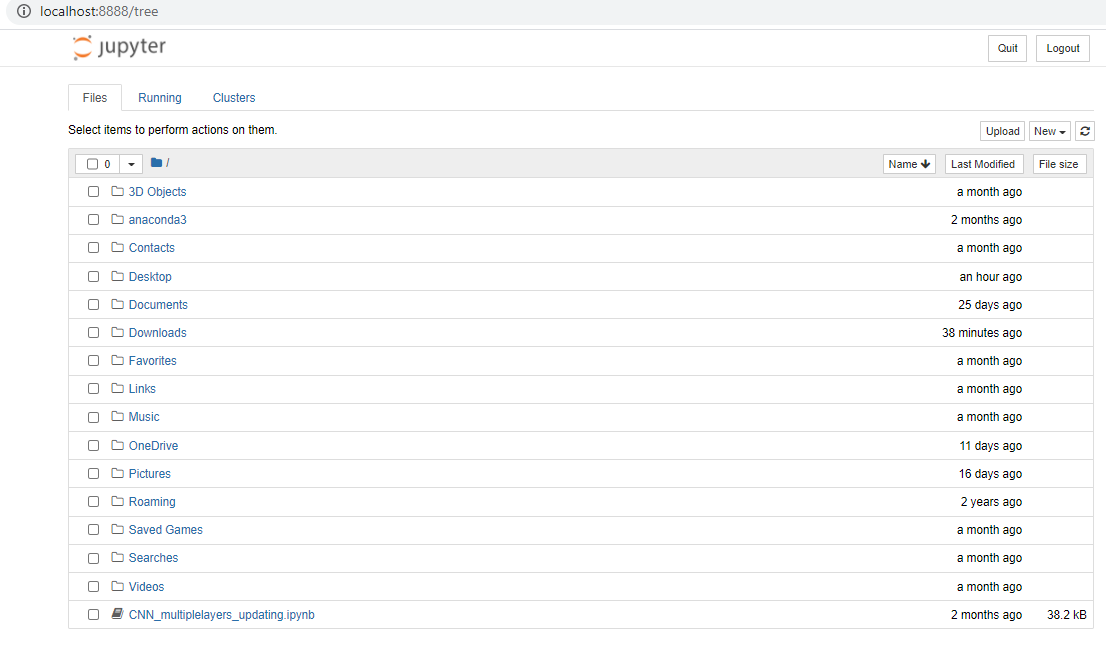 localhost:8888/tree
jupyter Quit Logout
Files Running Clusters
Select items to perform actions on them. Upload New
0 / Name Last Modified File size
3D Objects a month ago
anaconda3 2 months ago
Contacts a month ago
Desktop an hour ago
Documents 25 days ago
Downloads 38 minutes ago
Favorites a month ago
Links a month ago
Music a month ago
OneDrive 11 days ago
Pictures 16 days ago
Roaming 2 years ago
Saved Games a month ago
Searches a month ago
Videos a month ago
CNN_multiplelayers_updating.ipynb 2 months ago 38.2 kB